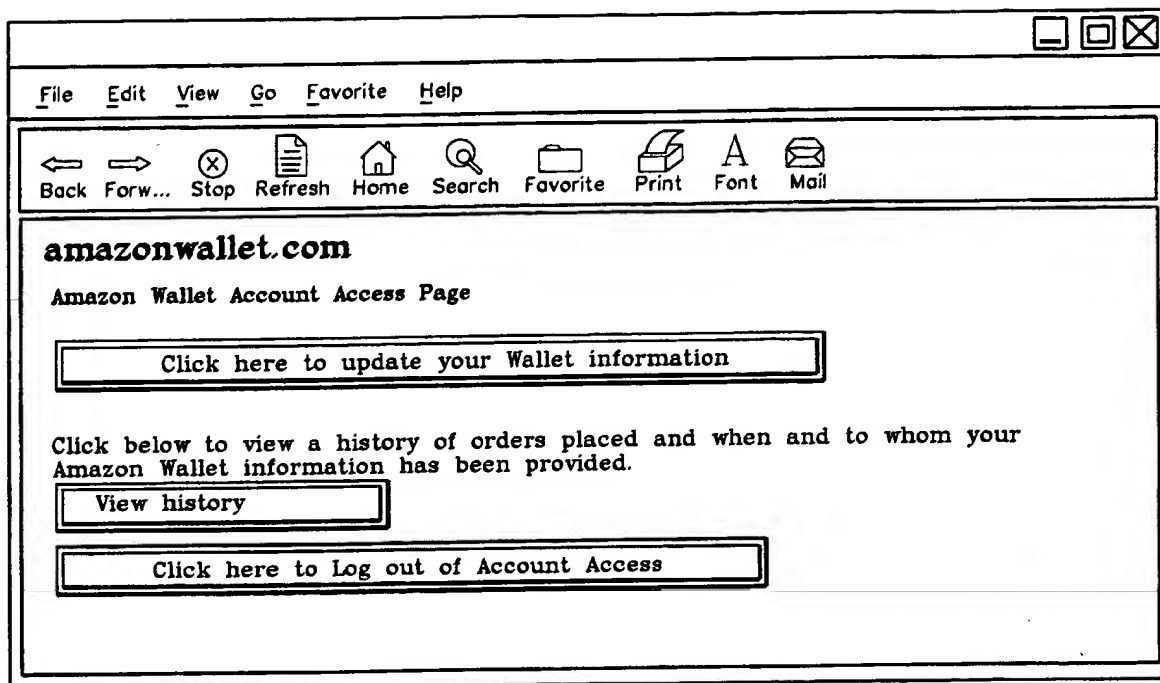 File Edit View Go Favorite Help
Back Forw... Stop Refresh Home Search Favorite Print Font Mail
amazonwallet.com
Amazon Wallet Account Access Page
Click here to update your Wallet information
Click below to view a history of orders placed and when and to whom your
Amazon Wallet information has been provided.
View history
Click here to Log out of Account Access